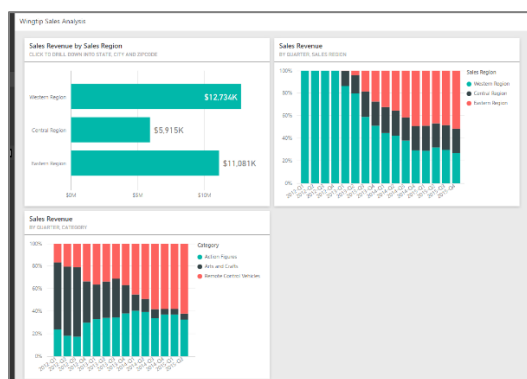 Wingtip Sales Analysis
Sales Revenue by Sales Region
CLICK TO DRILL DOWN INTO STATE, CITY AND ZIPCODE
Western Region
$12,734K
Central Region
$5,915K
Eastern Region
$11,081K
$0M
$5M
$10M
Sales Revenue
BY QUARTER, SALES REGION
100%
80%
60%
40%
20%
0%
Sales Region
Western Region
Central Region
Eastern Region
Sales Revenue
BY QUARTER, CATEGORY
100%
80%
60%
40%
20%
0%
Category
Action Figures
Arts and Crafts
Remote Control Vehicles